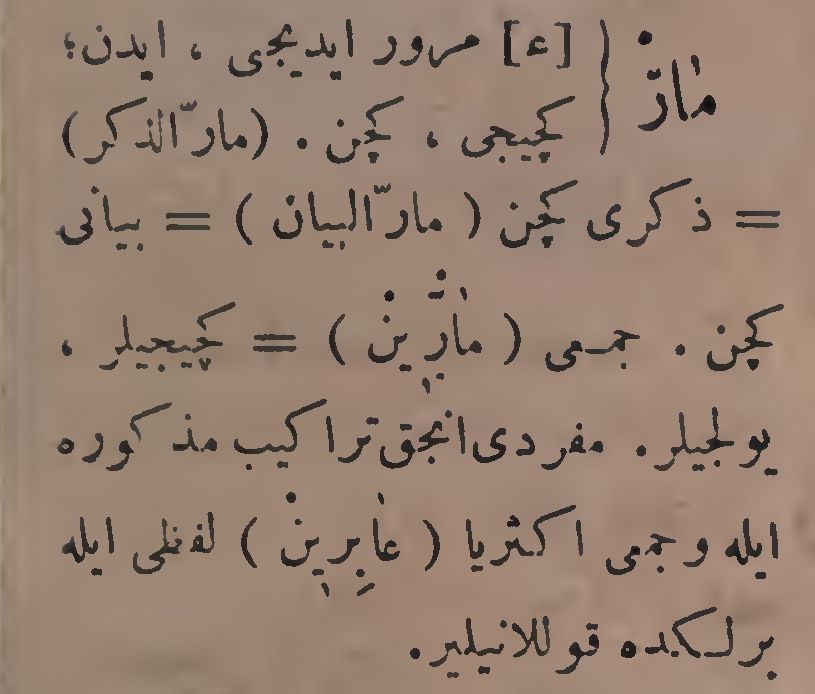 مارّ } [ع] مرور ایدیجی ، ایدن؛
کچیجی ، کچن . (مارّ الذکر)
= ذکری کچن ( مارّ البیان ) = بیانی
کچن . جمعی ( مارّین ) = کچیجیلر ،
یولجیلر. مفردی انجق تراکیب مذکوره
ایله وجمعی اکثریا ( عابرین ) لفظی ایله
برلکده قوللانیلیر.